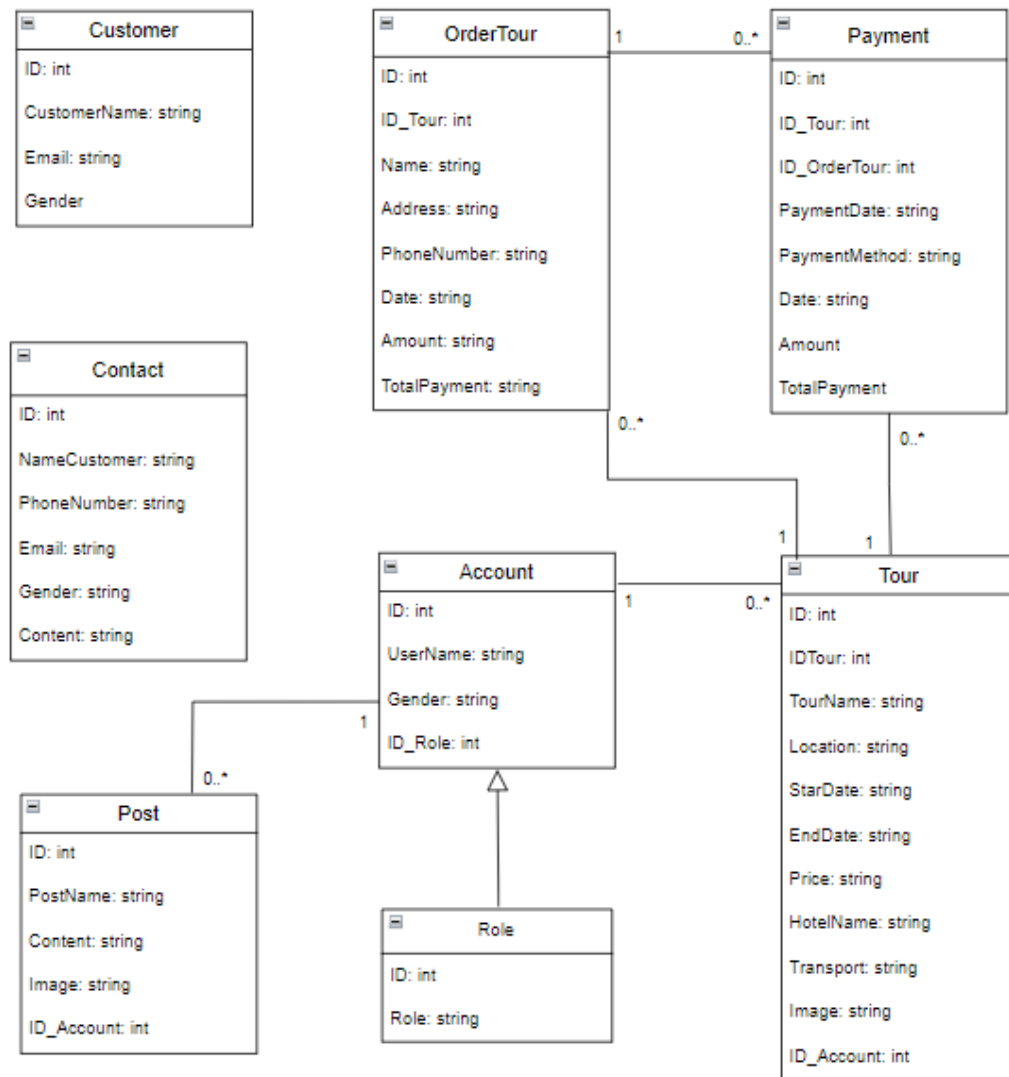 Customer
ID: int
CustomerName: string
Email: string
Gender
OrderTour
ID: int
ID_Tour: int
Name: string
Address: string
PhoneNumber: string
Date: string
Amount: string
TotalPayment: string
1
0..*
Payment
ID: int
ID_Tour: int
ID_OrderTour: int
PaymentDate: string
PaymentMethod: string
Date: string
Amount
TotalPayment
0..*
0..*
1
1
Contact
ID: int
NameCustomer: string
PhoneNumber: string
Email: string
Gender: string
Content: string
Account
ID: int
UserName: string
Gender: string
ID_Role: int
1
0..*
1
0..*
Tour
ID: int
IDTour: int
TourName: string
Location: string
StarDate: string
EndDate: string
Price: string
HotelName: string
Transport: string
Image: string
ID_Account: int
Post
ID: int
PostName: string
Content: string
Image: string
ID_Account: int
Role
ID: int
Role: string